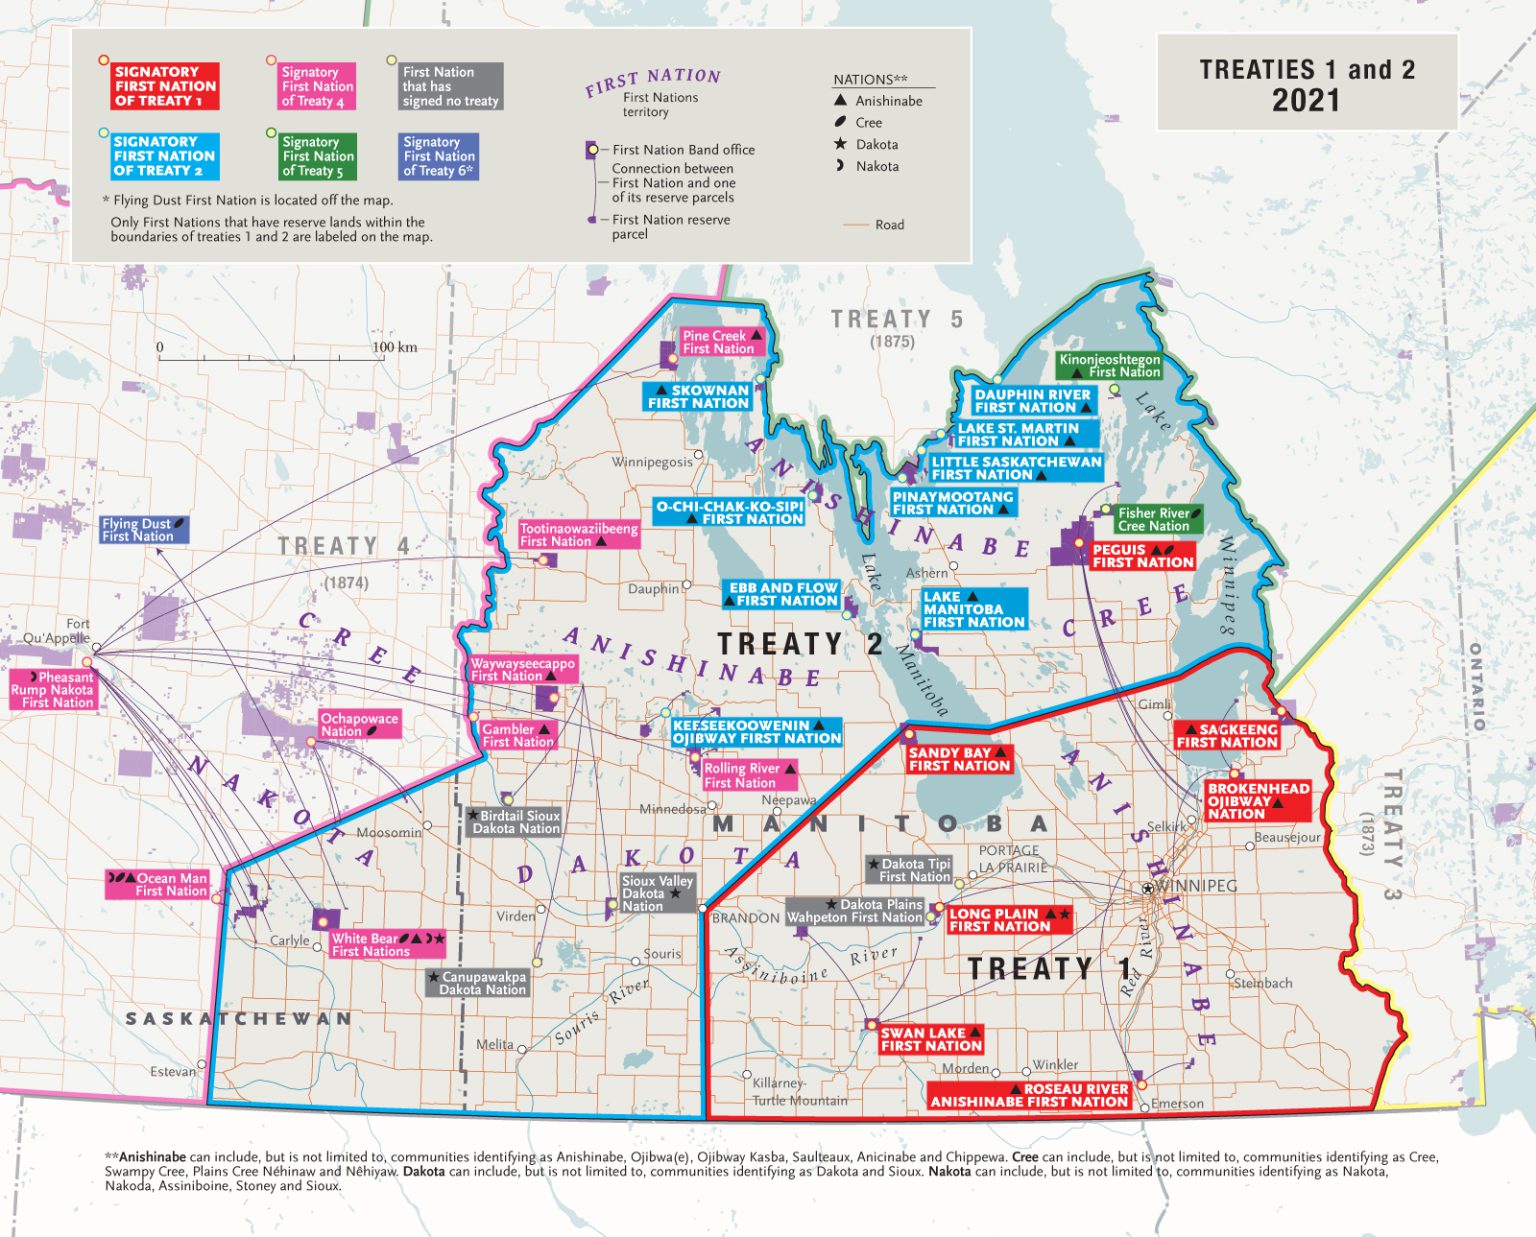 TREATIES 1 and 2
2021
SIGNATORY
FIRST NATION
OF TREATY 1
Signatory
First Nation
of Treaty 4
First Nation
that has
signed no treaty
SIGNATORY
FIRST NATION
OF TREATY 2
Signatory
First Nation
of Treaty 5
Signatory
First Nation
of Treaty 6*
* Flying Dust First Nation is located off the map.
Only First Nations that have reserve lands within the
boundaries of treaties 1 and 2 are labeled on the map.
FIRST NATION
First Nations
territory
First Nation Band office
Connection between
First Nation and one
of its reserve parcels
First Nation reserve
parcel
NATIONS**
Anishinabe
Cree
Dakota
Nakota
Road
0 100 km
TREATY 5
(1875)
Pine Creek
First Nation
SKOWNAN
FIRST NATION
Kinonjeoshtegon
First Nation
DAUPHIN RIVER
FIRST NATION
LAKE ST. MARTIN
FIRST NATION
LITTLE SASKATCHEWAN
FIRST NATION
PINAYMOOTANG
FIRST NATION
Winnipegosis
O-CHI-CHAK-KO-SIPI
FIRST NATION
ANISHINABE
Fisher River
Cree Nation
PEGUIS
FIRST NATION
Lake
Winnipeg
Flying Dust
First Nation
TREATY 4
(1874)
Tootinaowaziibeeng
First Nation
Dauphin
Ashern
EBB AND FLOW
FIRST NATION
LAKE
MANITOBA
FIRST NATION
Lake
Manitoba
CREE
CREE
TREATY 2
ANISHINABE
Fort
Qu'Appelle
Pheasant
Rump Nakota
First Nation
Waywayseecappo
First Nation
Gambler
First Nation
Ochapowace
Nation
KEESEEKOOWENIN
OJIBWAY FIRST NATION
Rolling River
First Nation
Gimli
SAGKEENG
FIRST NATION
SANDY BAY
FIRST NATION
BROKENHEAD
OJIBWAY
NATION
ONTARIO
TREATY 3
(1873)
NAKOTA
Birdtail Sioux
Dakota Nation
Minnedosa
Neepawa
Moosomin
MANITOBA
ANISHINABE
Selkirk
Beausejour
DAKOTA
PORTAGE
LA PRAIRIE
Dakota Tipi
First Nation
WINNIPEG
Ocean Man
First Nation
Sioux Valley
Dakota
Nation
Dakota Plains
Wahpeton First Nation
LONG PLAIN
FIRST NATION
Virden
BRANDON
Carlyle
White Bear
First Nations
Souris
Assiniboine River
Canupawakpa
Dakota Nation
TREATY 1
Red River
Steinbach
SASKATCHEWAN
Souris River
SWAN LAKE
FIRST NATION
Melita
Estevan
Killarney-
Turtle Mountain
Morden
Winkler
ROSEAU RIVER
ANISHINABE FIRST NATION
Emerson
**Anishinabe can include, but is not limited to, communities identifying as Anishinabe, Ojibwa(e), Ojibway Kasba, Saulteaux, Anicinabe and Chippewa. Cree can include, but is not limited to, communities identifying as Cree,
Swampy Cree, Plains Cree Néhinaw and Nêhiyaw. Dakota can include, but is not limited to, communities identifying as Dakota and Sioux. Nakota can include, but is not limited to, communities identifying as Nakota,
Nakoda, Assiniboine, Stoney and Sioux.